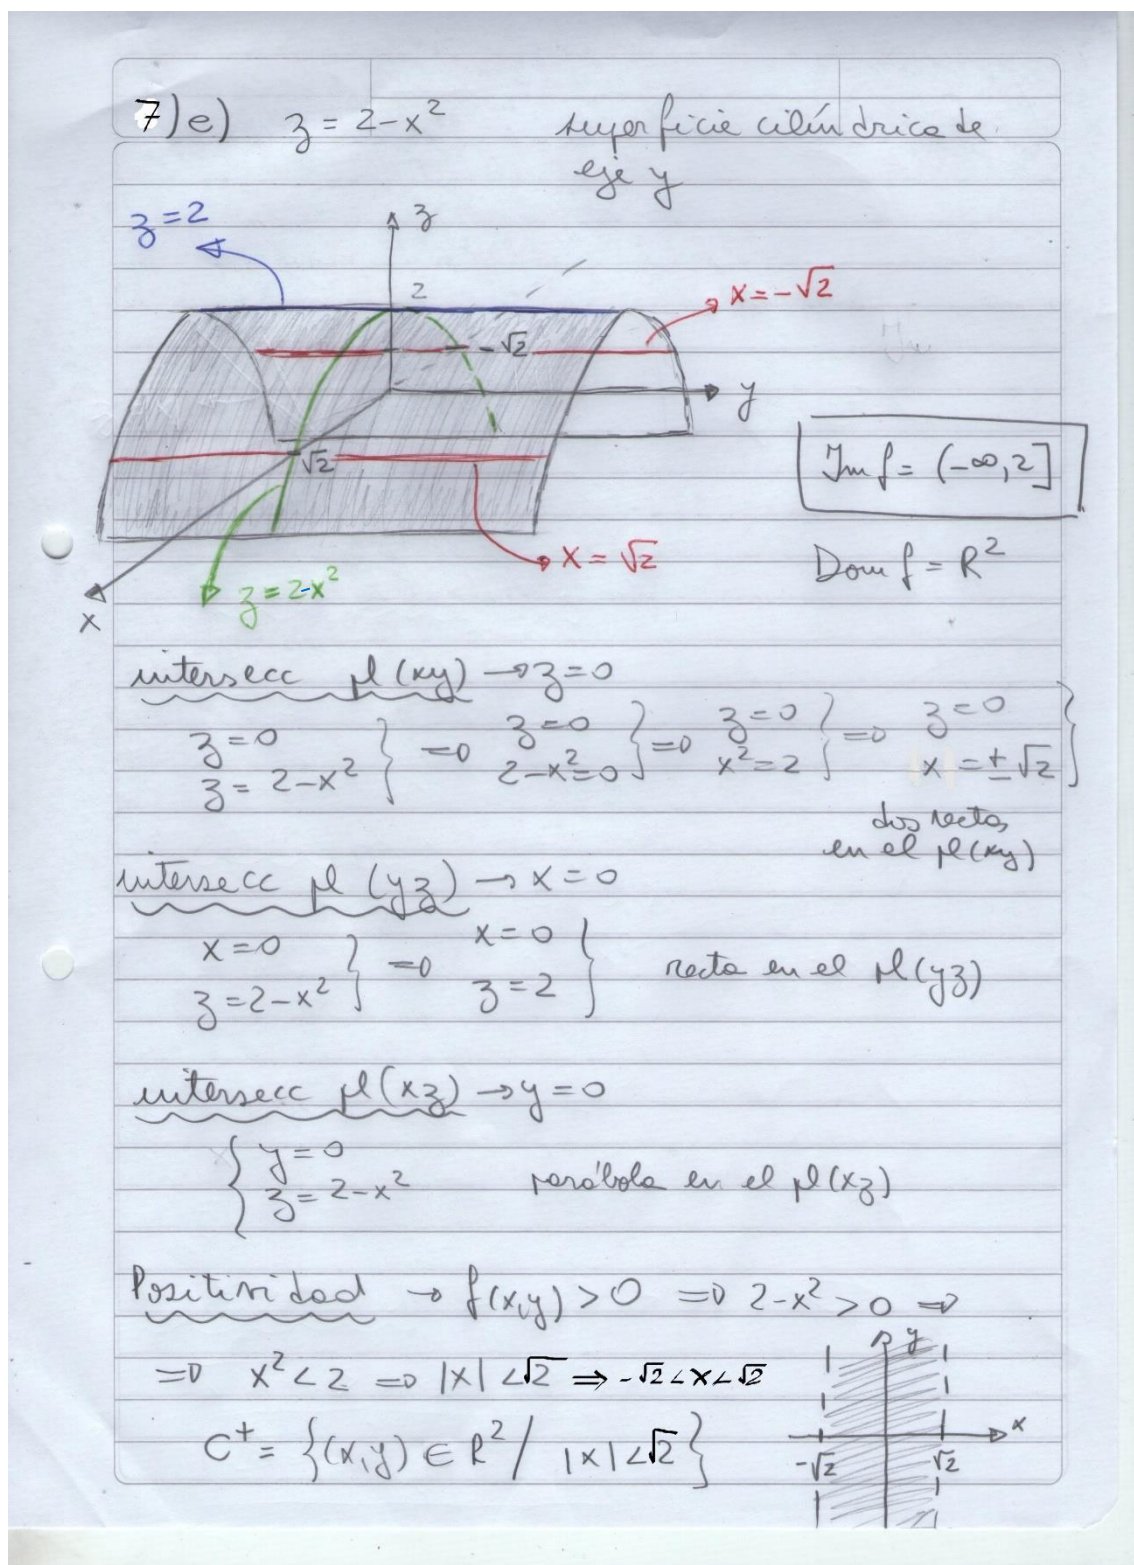 7)e) z = 2-x² superficie cilíndrica de
eje y
z=2
z
2
x=-√2
-√2
y
√2
Im f = (-∞,2]
x=√2
Dom f = R²
z=2-x²
x
intersecc pl(xy) → z=0
z=0
z=2-x² } ⇒ z=0
2-x²=0 } ⇒ z=0
x²=2 } ⇒ z=0
x=±√2 }
dos rectas
en el pl(xy)
intersecc pl(yz) → x=0
x=0
z=2-x² } ⇒ x=0
z=2 } recta en el pl(yz)
intersecc pl(xz) → y=0
{ y=0
z=2-x² parábola en el pl(xz)
Positividad → f(x,y)>0 ⇒ 2-x²>0 ⇒
⇒ x²<2 ⇒ |x|<√2 ⇒ -√2<x<√2
C⁺= {(x,y) ∈ R² / |x|<√2}
y
x
-√2 √2